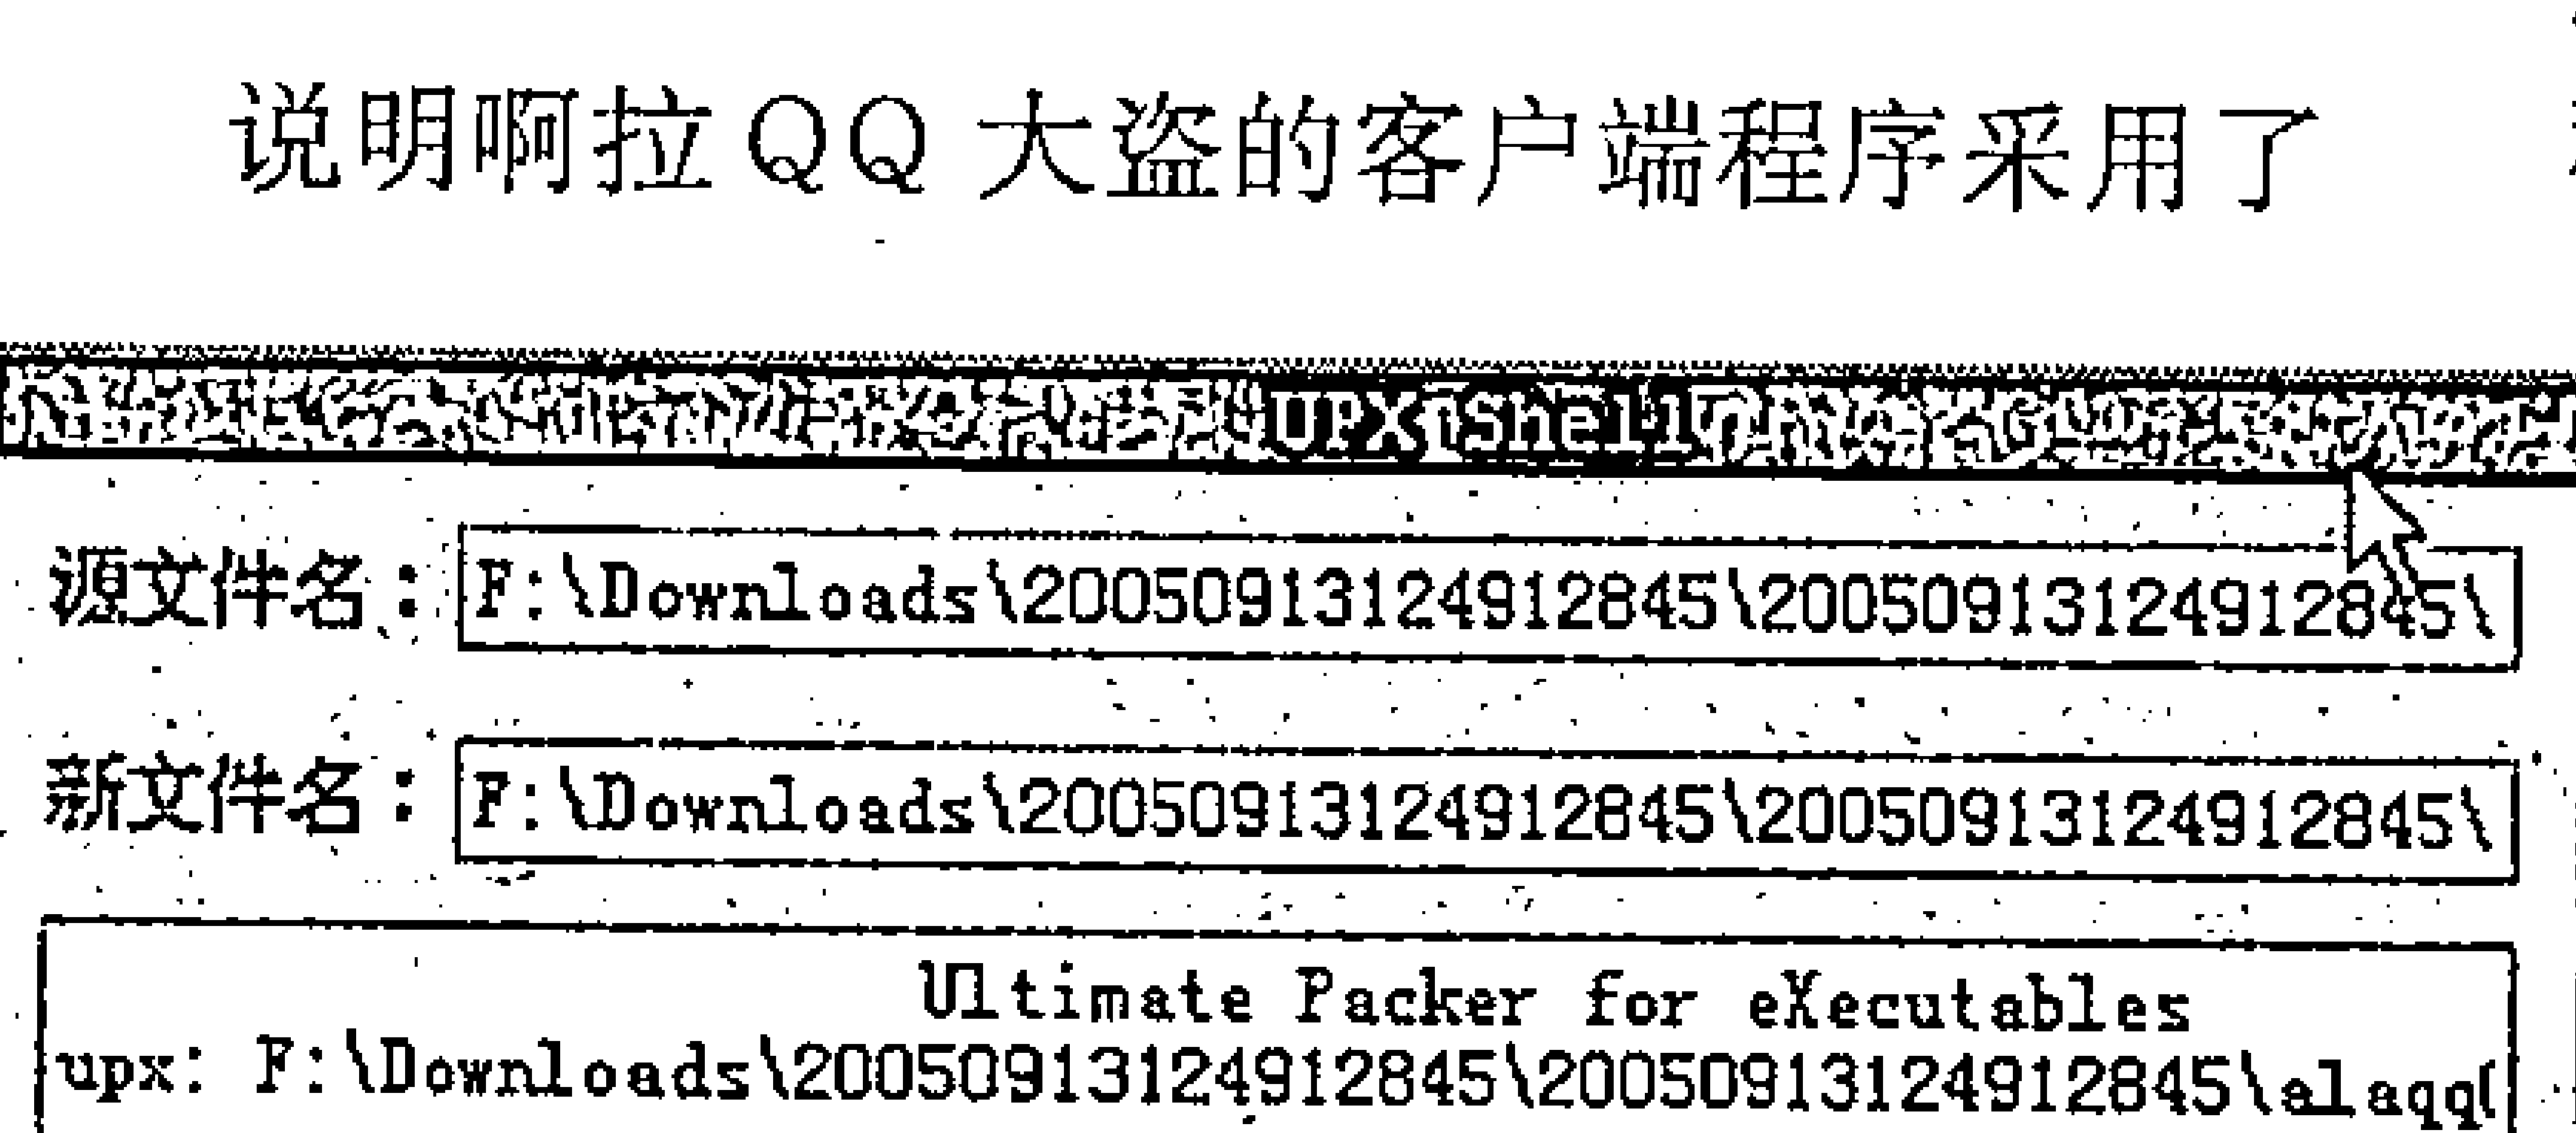 说明啊拉QQ 大盗的客户端程序采用了
UPX Shell
源文件名： F:\Downloads\20050913124912845\20050913124912845\
新文件名： F:\Downloads\20050913124912845\20050913124912845\
Ultimate Packer for eXecutables
upx: F:\Downloads\20050913124912845\20050913124912845\alaqq